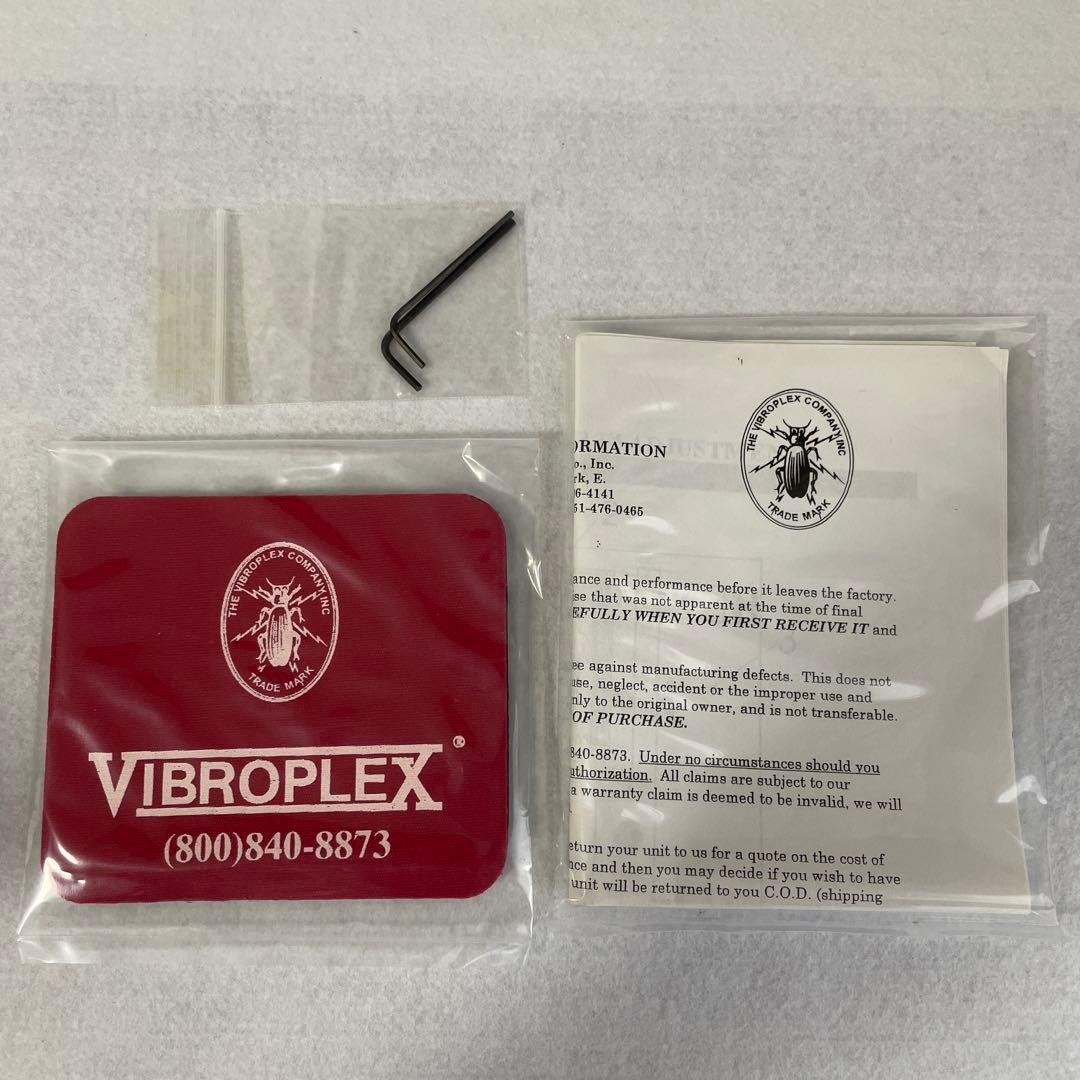 THE VIBROPLEX COMPANY INC
TRADE MARK
VIBROPLEX®
(800)840-8873
THE VIBROPLEX COMPANY INC
TRADE MARK
ORMATION
o., Inc.
rk, E.
6-4141
51-476-0465
ance and performance before it leaves the factory.
se that was not apparent at the time of final
EFULLY WHEN YOU FIRST RECEIVE IT and
ee against manufacturing defects. This does not
use, neglect, accident or the improper use and
nly to the original owner, and is not transferable.
OF PURCHASE.
840-8873. Under no circumstances should you
uthorization. All claims are subject to our
a warranty claim is deemed to be invalid, we will
eturn your unit to us for a quote on the cost of
nce and then you may decide if you wish to have
unit will be returned to you C.O.D. (shipping